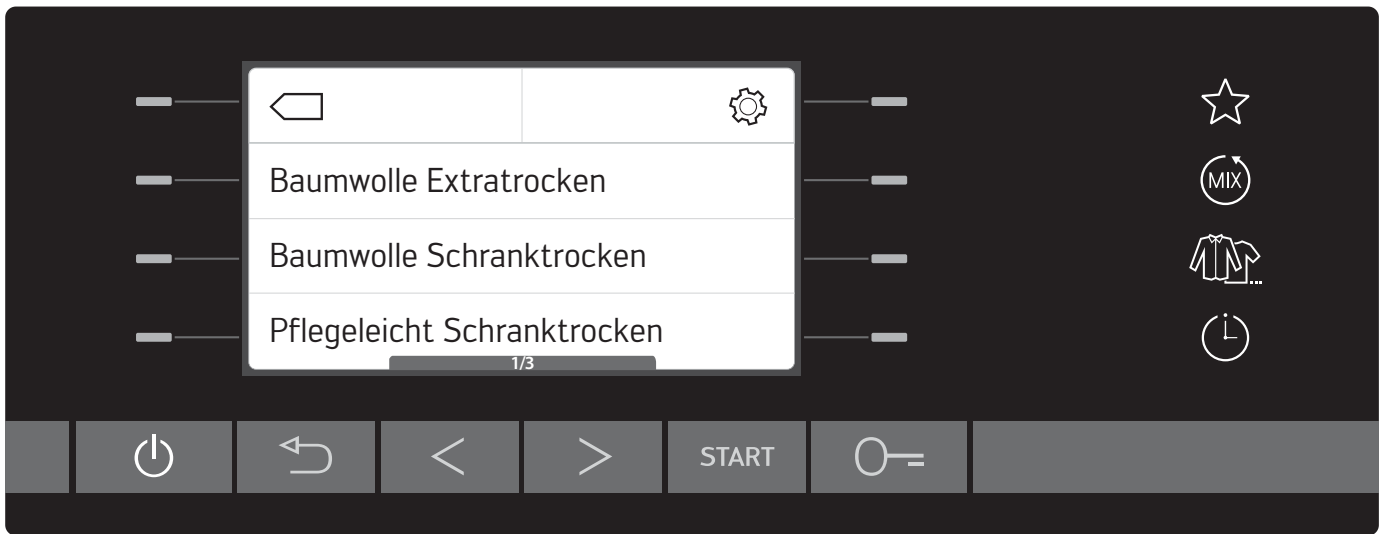 Baumwolle Extratrocken
MIX
Baumwolle Schranktrocken
Pflegeleicht Schranktrocken
1/3
START